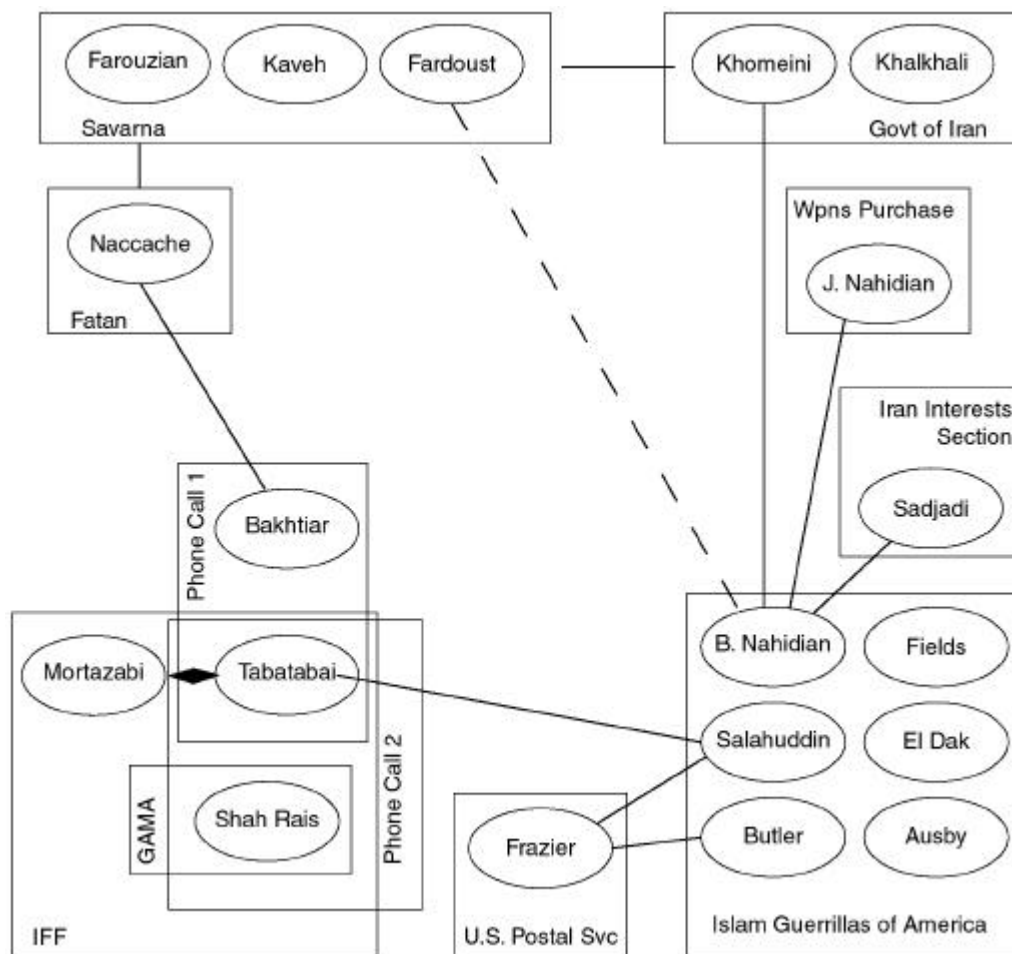 Farouzian
Kaveh
Fardoust
Savarna
Khomeini
Khalkhali
Govt of Iran
Naccache
Fatan
Wpns Purchase
J. Nahidian
Iran Interests
Section
Sadjadi
Phone Call 1
Bakhtiar
Mortazabi
Tabatabai
Phone Call 2
GAMA
Shah Rais
IFF
Frazier
U.S. Postal Svc
B. Nahidian
Fields
Salahuddin
El Dak
Butler
Ausby
Islam Guerrillas of America